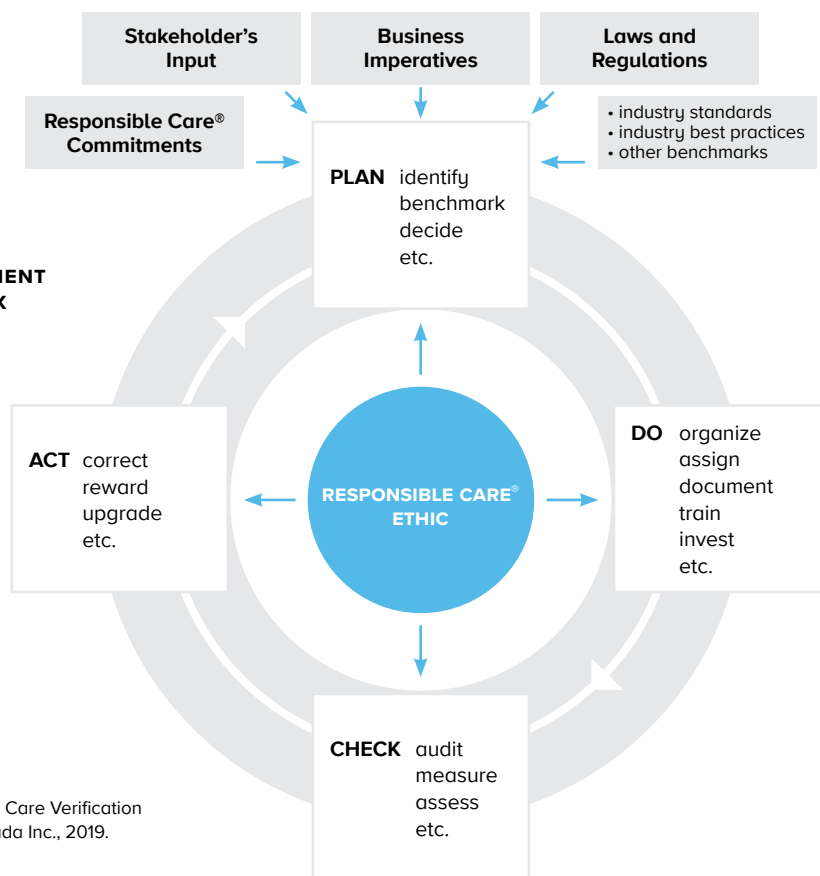 Stakeholder's
Input
Business
Imperatives
Laws and
Regulations
Responsible Care®
Commitments
• industry standards
• industry best practices
• other benchmarks
PLAN identify
benchmark
decide
etc.
DO organize
assign
document
train
invest
etc.
ACT correct
reward
upgrade
etc.
RESPONSIBLE CARE®
ETHIC
CHECK audit
measure
assess
etc.
Care Verification
Inc., 2019.